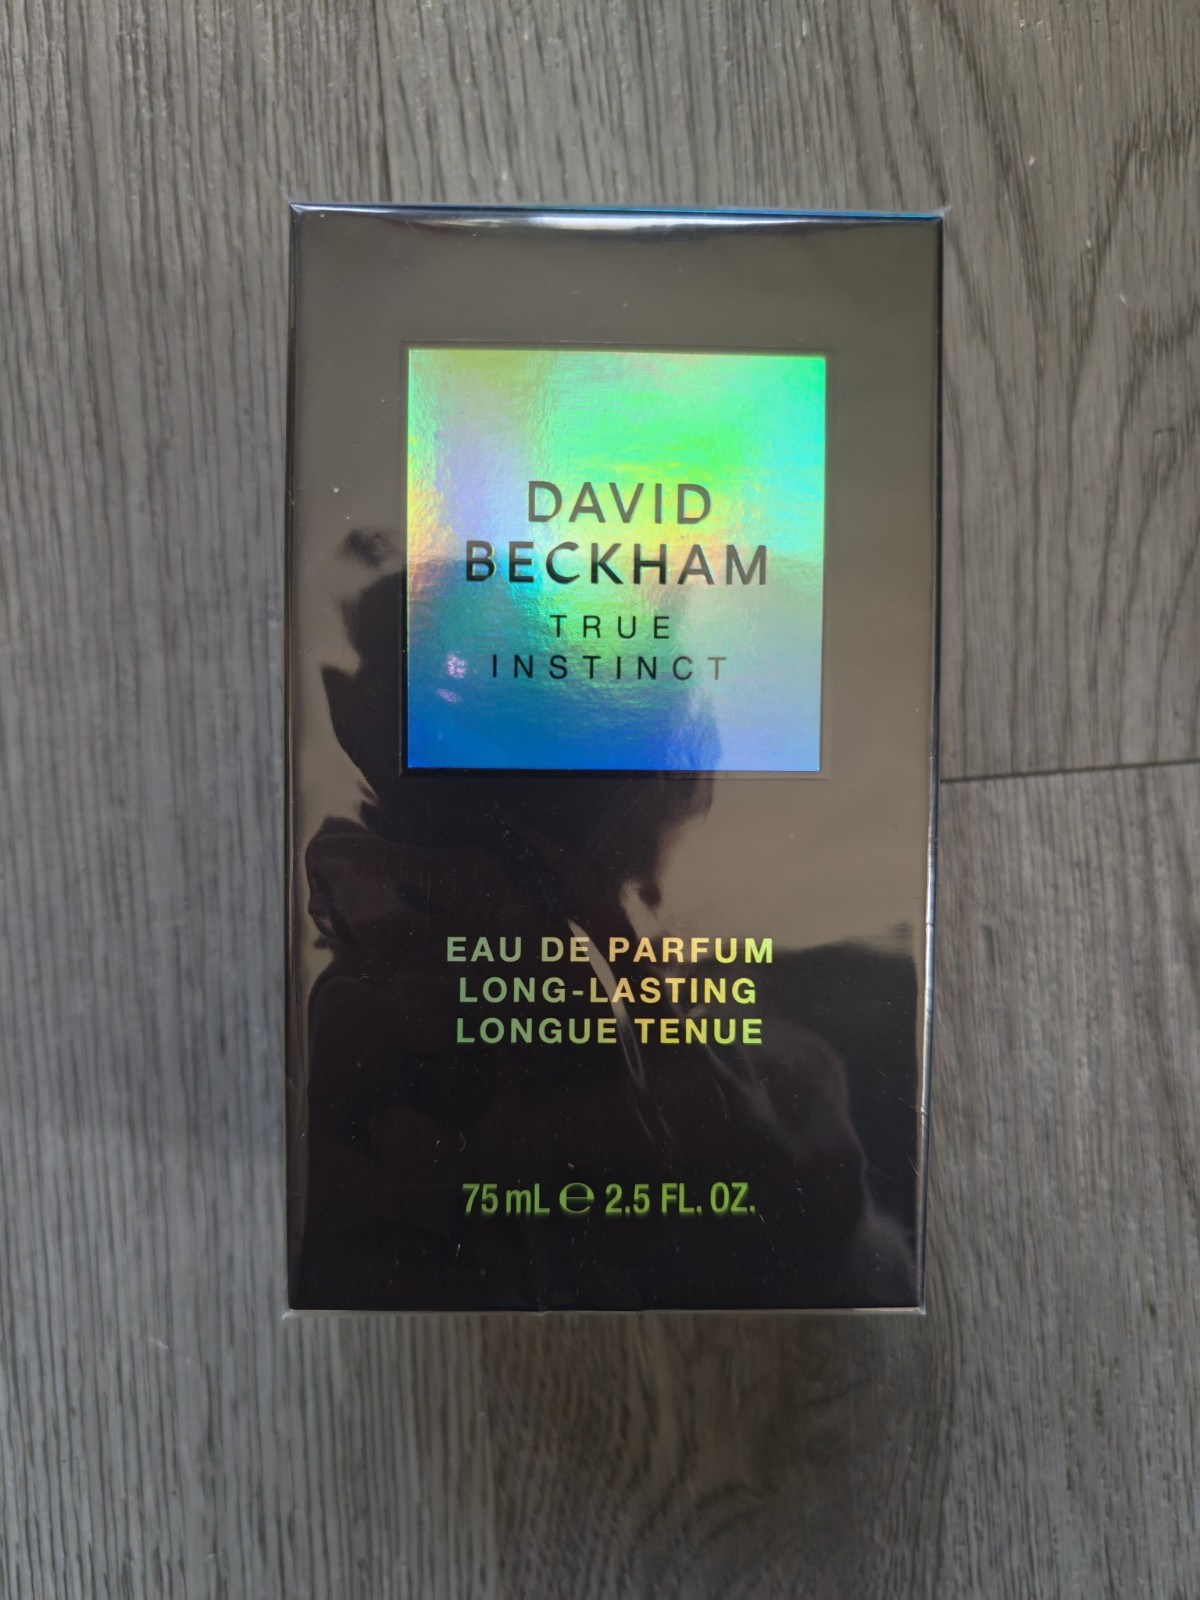 DAVID
BECKHAM
TRUE
INSTINCT
EAU DE PARFUM
LONG-LASTING
LONGUE TENUE
75 mL ℮ 2.5 FL. OZ.